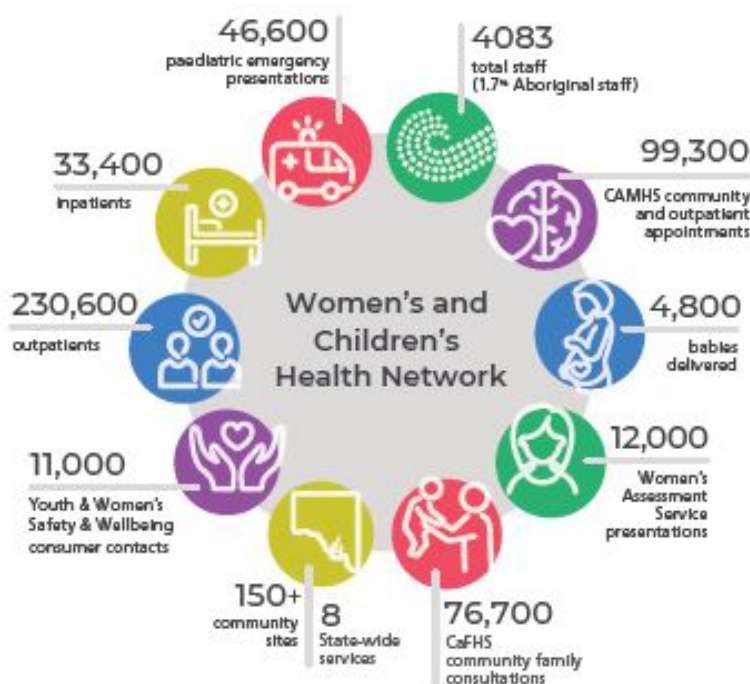 46,600
paediatric emergency
presentations
4083
total staff
(1.7% Aboriginal staff)
33,400
inpatients
99,300
CAMHS community
and outpatient
appointments
230,600
outpatients
Women's and
Children's
Health Network
4,800
babies
delivered
11,000
Youth & Women's
Safety & Wellbeing
consumer contacts
12,000
Women's
Assessment
Service
presentations
150+
community
sites
8
State-wide
services
76,700
CaFHS
community family
consultations